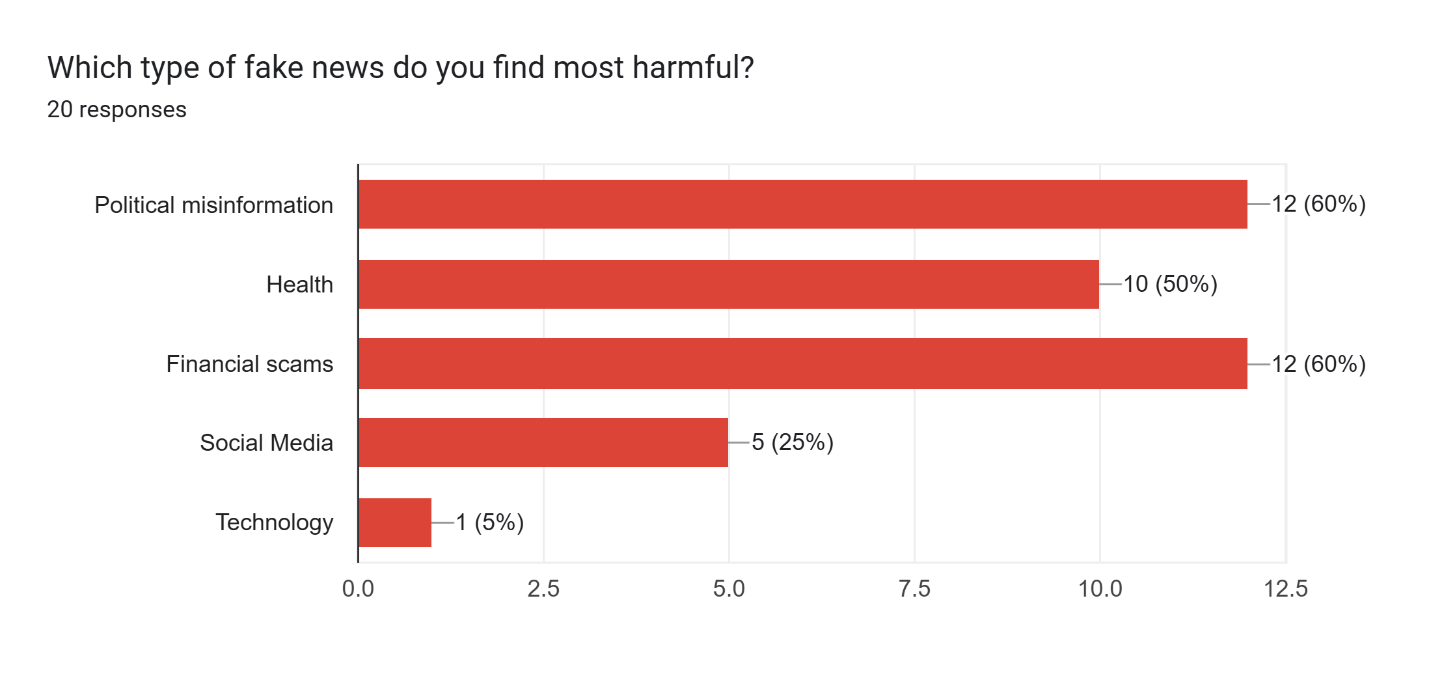 Which type of fake news do you find most harmful?
20 responses
Political misinformation
12 (60%)
Health
10 (50%)
Financial scams
12 (60%)
Social Media
5 (25%)
Technology
1 (5%)
0.0 2.5 5.0 7.5 10.0 12.5